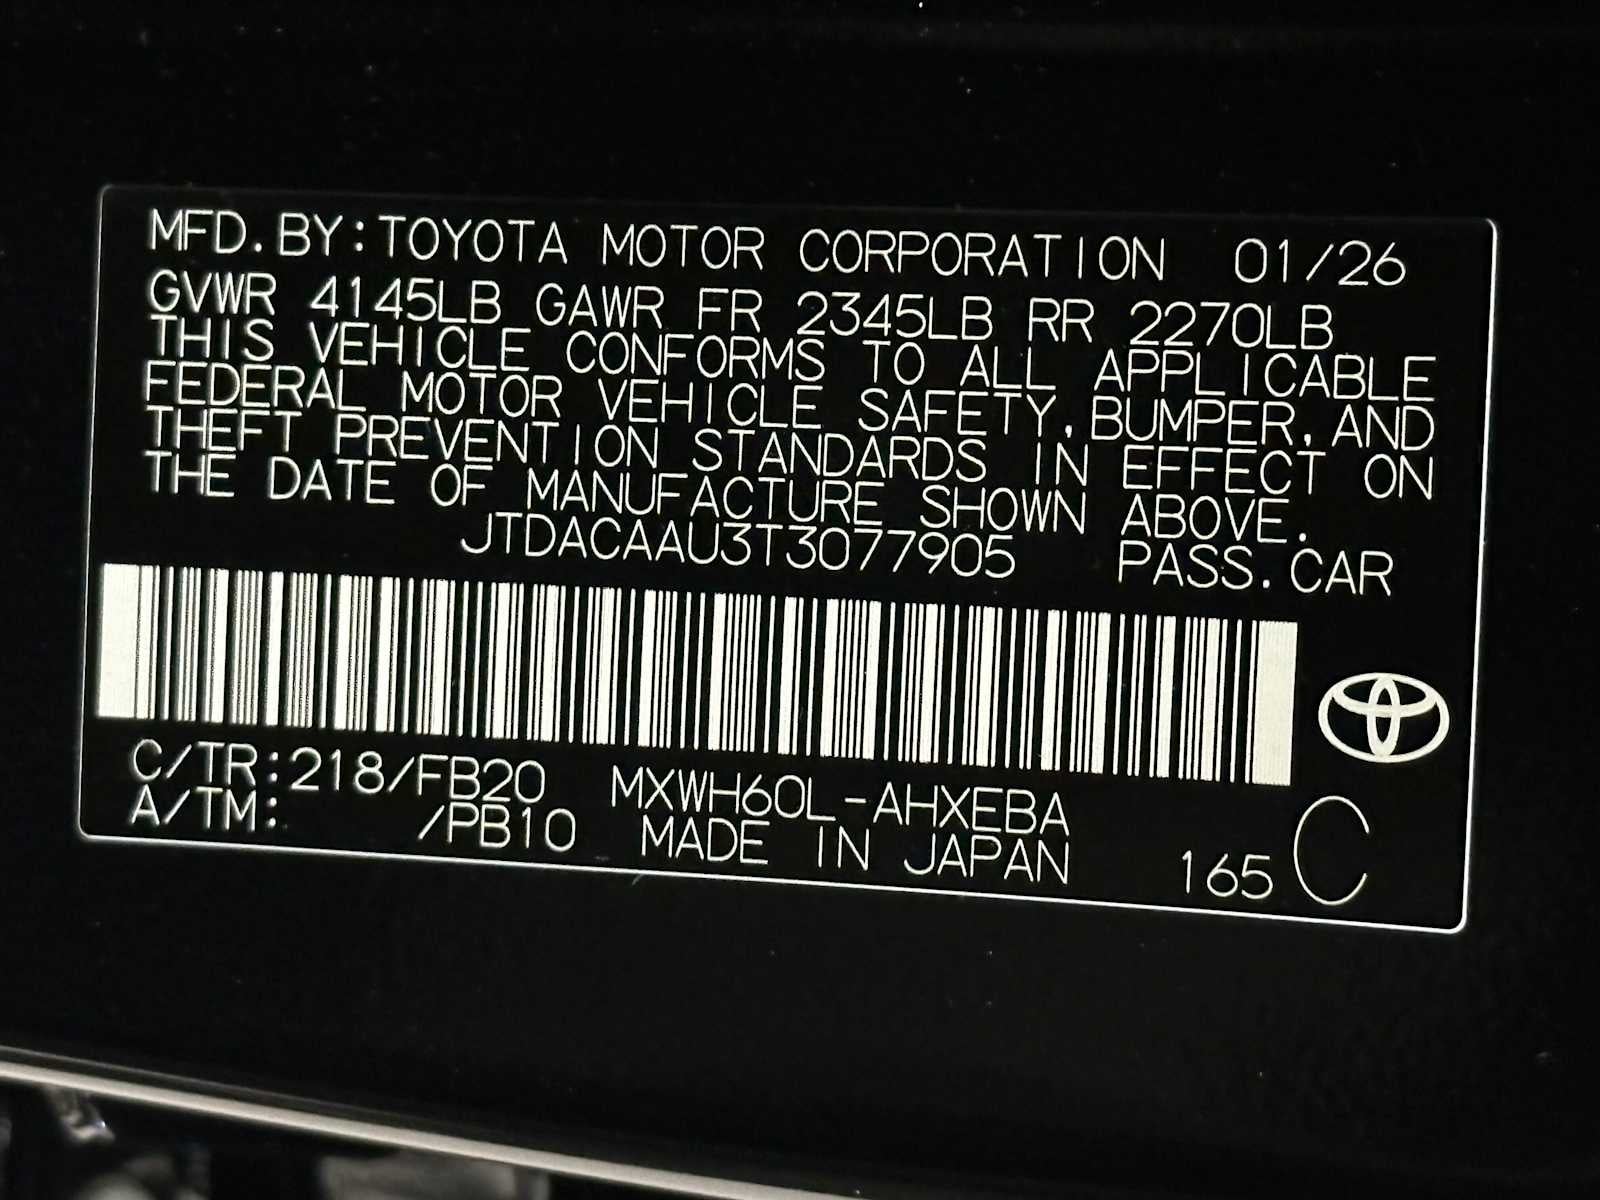 MFD. BY: TOYOTA MOTOR CORPORATION 01/26
GVWR 4145LB GAWR FR 2345LB RR 2270LB
THIS VEHICLE CONFORMS TO ALL APPLICABLE
FEDERAL MOTOR VEHICLE SAFETY, BUMPER, AND
THEFT PREVENTION STANDARDS IN EFFECT ON
THE DATE OF MANUFACTURE SHOWN ABOVE.
JTDACAAU3T3077905 PASS. CAR
C/TR: 218/FB20 MXWH60L-AHXEBA
A/TM: /PB10 MADE IN JAPAN 165 C